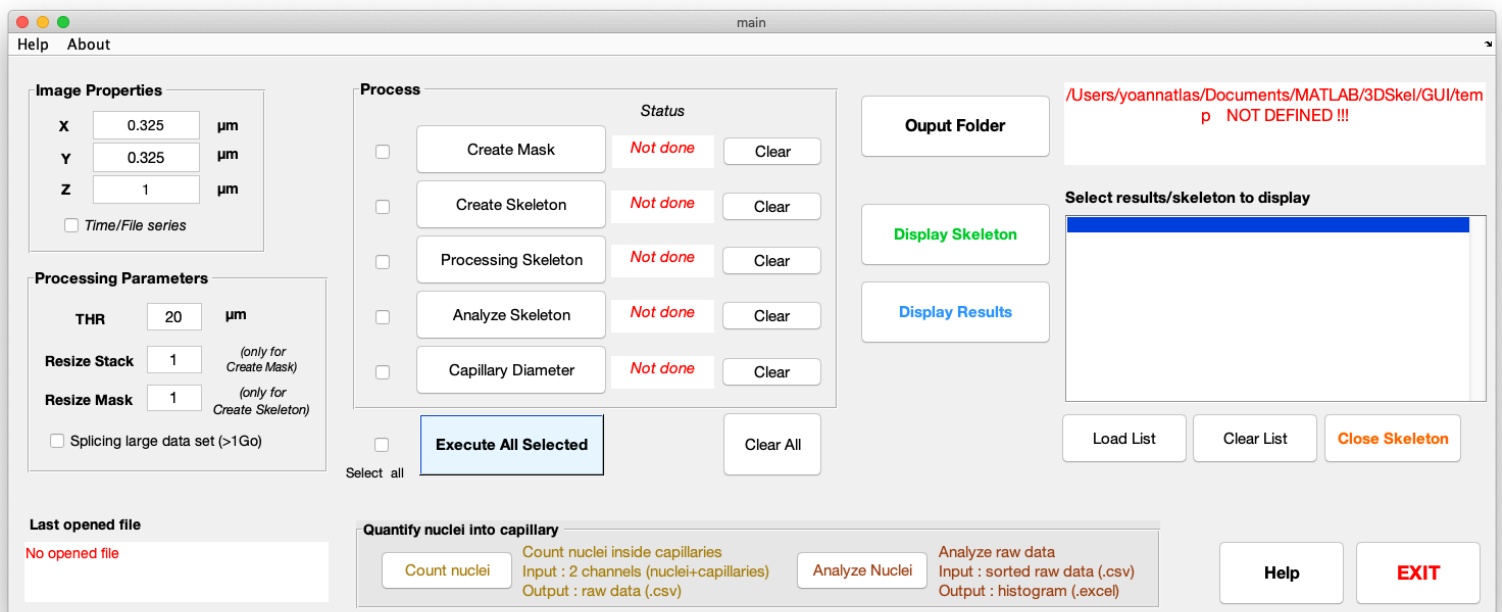 main
Help About
Image Properties
X 0.325 µm
Y 0.325 µm
Z 1 µm
Time/File series
Processing Parameters
THR 20 µm
Resize Stack 1 (only for
Create Mask)
Resize Mask 1 (only for
Create Skeleton)
Splicing large data set (>1Go)
Last opened file
No opened file
Process
Status
Create Mask Not done Clear
Create Skeleton Not done Clear
Processing Skeleton Not done Clear
Analyze Skeleton Not done Clear
Capillary Diameter Not done Clear
Select all
Execute All Selected
Clear All
Ouput Folder
Display Skeleton
Display Results
/Users/yoannatlas/Documents/MATLAB/3DSkel/GUI/tem
p NOT DEFINED !!!
Select results/skeleton to display
Load List Clear List Close Skeleton
Quantify nuclei into capillary
Count nuclei
Count nuclei inside capillaries
Input : 2 channels (nuclei+capillaries)
Output : raw data (.csv)
Analyze Nuclei
Analyze raw data
Input : sorted raw data (.csv)
Output : histogram (.excel)
Help
EXIT